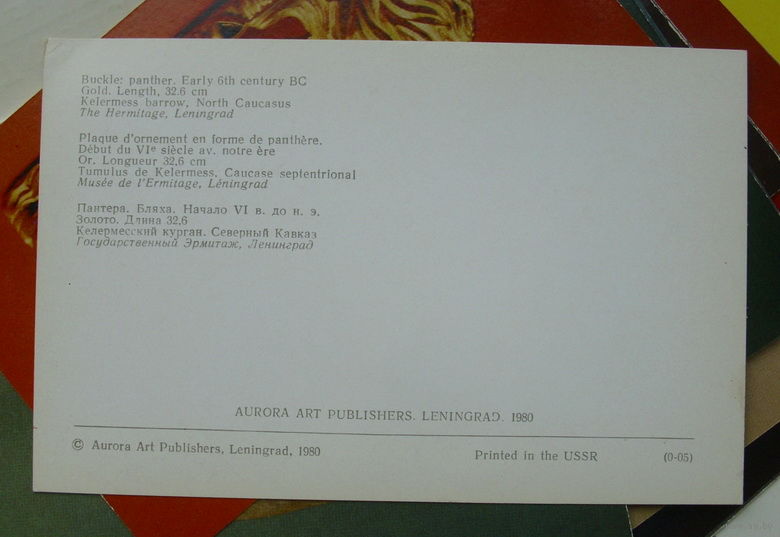 Buckle: panther. Early 6th century BC
Gold. Length, 32.6 cm
Kelermess barrow, North Caucasus
The Hermitage, Leningrad
Plaque d'ornement en forme de panthère.
Début du VIe siècle av. notre ère
Or. Longueur 32,6 cm
Tumulus de Kelermess, Caucase septentrional
Musée de l'Ermitage, Léningrad
Пантера. Бляха. Начало VI в. до н. э.
Золото. Длина 32,6
Келермесский курган. Северный Кавказ
Государственный Эрмитаж, Ленинград
AURORA ART PUBLISHERS. LENINGRAD. 1980
© Aurora Art Publishers, Leningrad, 1980
Printed in the USSR (0-05)